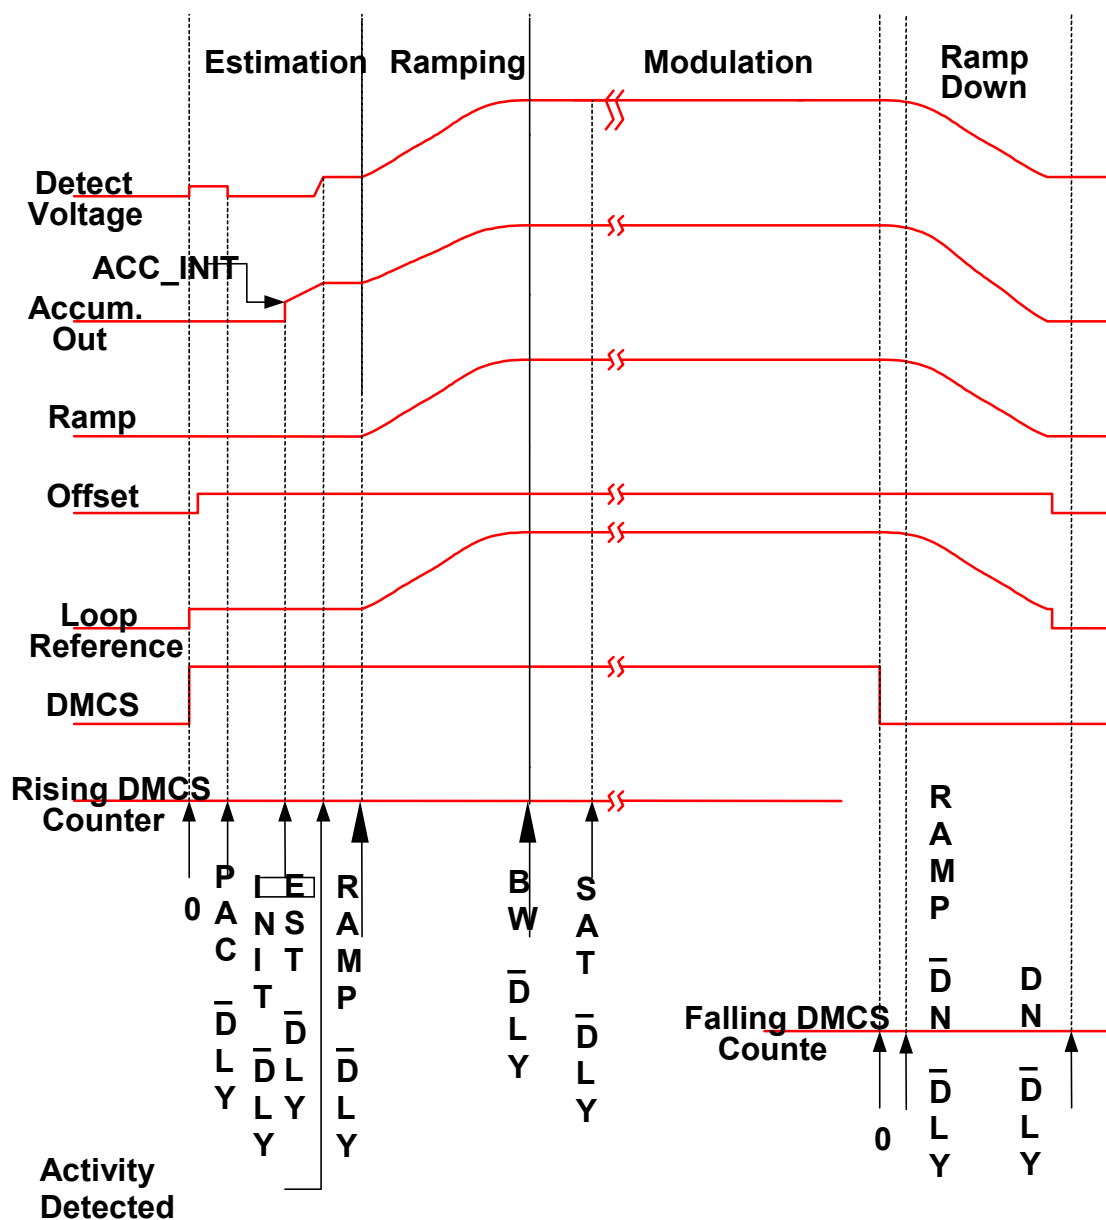 Estimation
Ramping
Modulation
Ramp
Down
Detect
Voltage
ACC_INIT
Accum.
Out
Ramp
Offset
Loop
Reference
DMCS
Rising DMCS
Counter
0
PAC_DLY
INIT_DLY
EST_DLY
RAMP_DLY
BW_DLY
SAT_DLY
Activity
Detected
Falling DMCS
Counte
0
RAMP_DN_DLY
DN_DLY